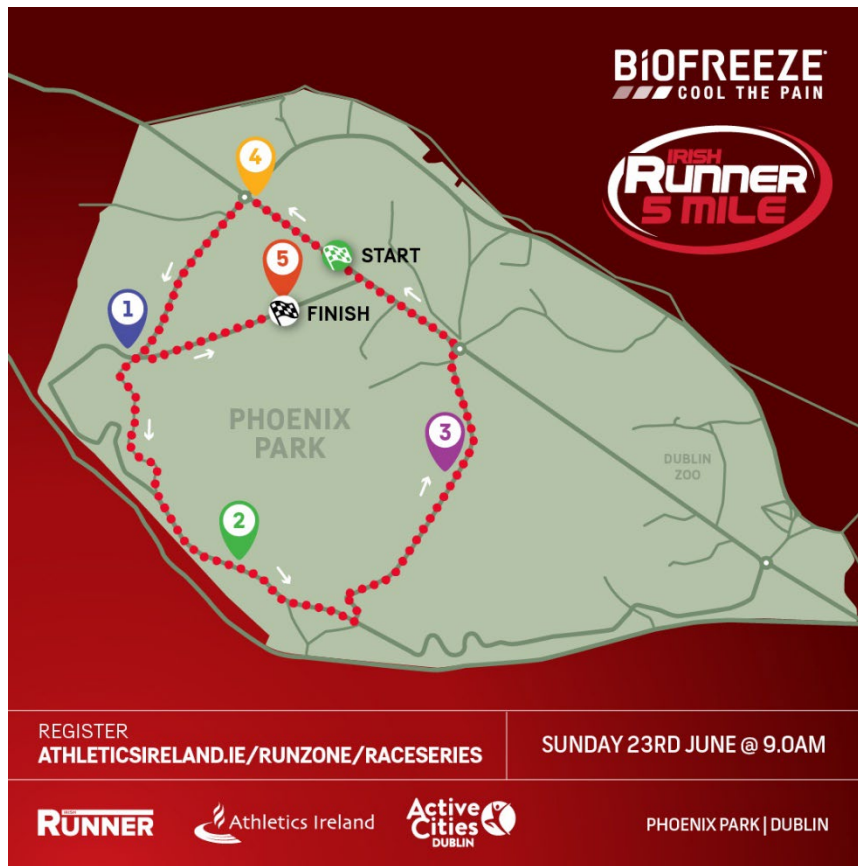 BIOFREEZE
COOL THE PAIN
IRISH
RUNNER
5 MILE
4
START
5
FINISH
1
PHOENIX
PARK
3
DUBLIN
ZOO
2
REGISTER
ATHLETICSIRELAND.IE/RUNZONE/RACESERIES
SUNDAY 23RD JUNE @ 9.0AM
IRISH
RUNNER
Athletics Ireland
Active
Cities
DUBLIN
PHOENIX PARK | DUBLIN